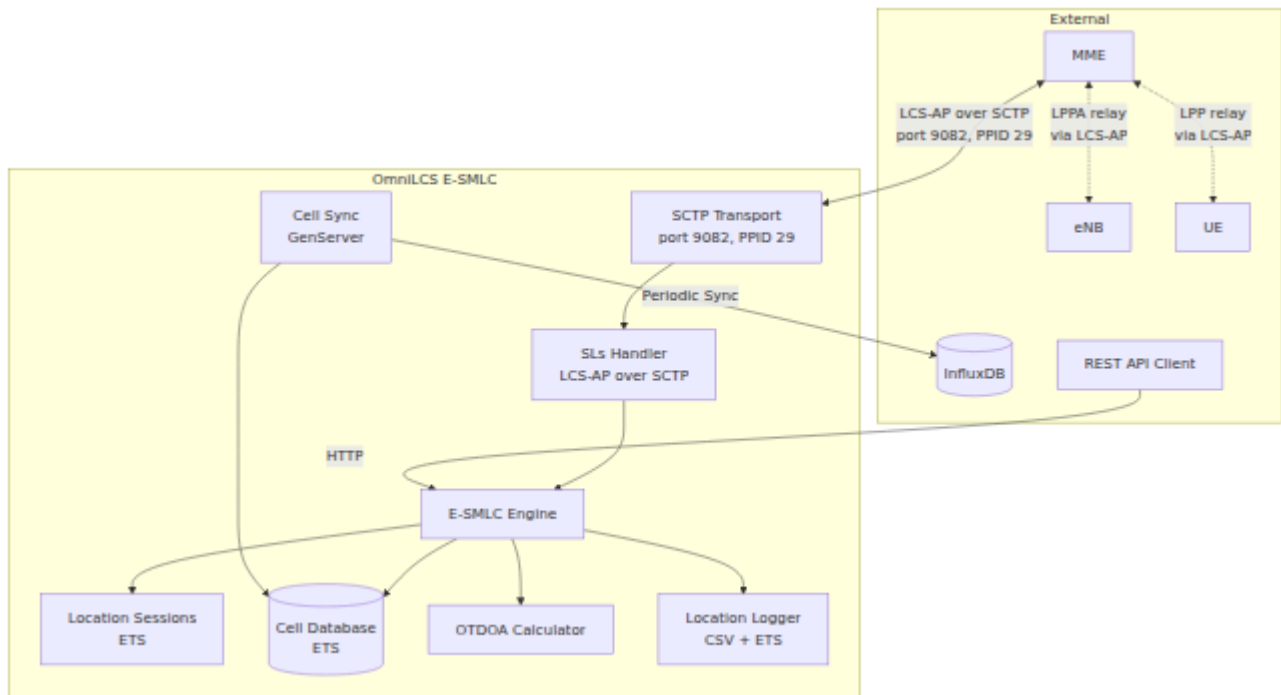 External
MME
LCS-AP over SCTP
port 9082, PPID 29
LPPA relay
via LCS-AP
LPP relay
via LCS-AP
eNB
UE
InfluxDB
REST API Client
OmniLCS E-SMLC
Cell Sync
GenServer
SCTP Transport
port 9082, PPID 29
Periodic Sync
SLs Handler
LCS-AP over SCTP
HTTP
E-SMLC Engine
Location Sessions
ETS
Cell Database
ETS
OTDOA Calculator
Location Logger
CSV + ETS